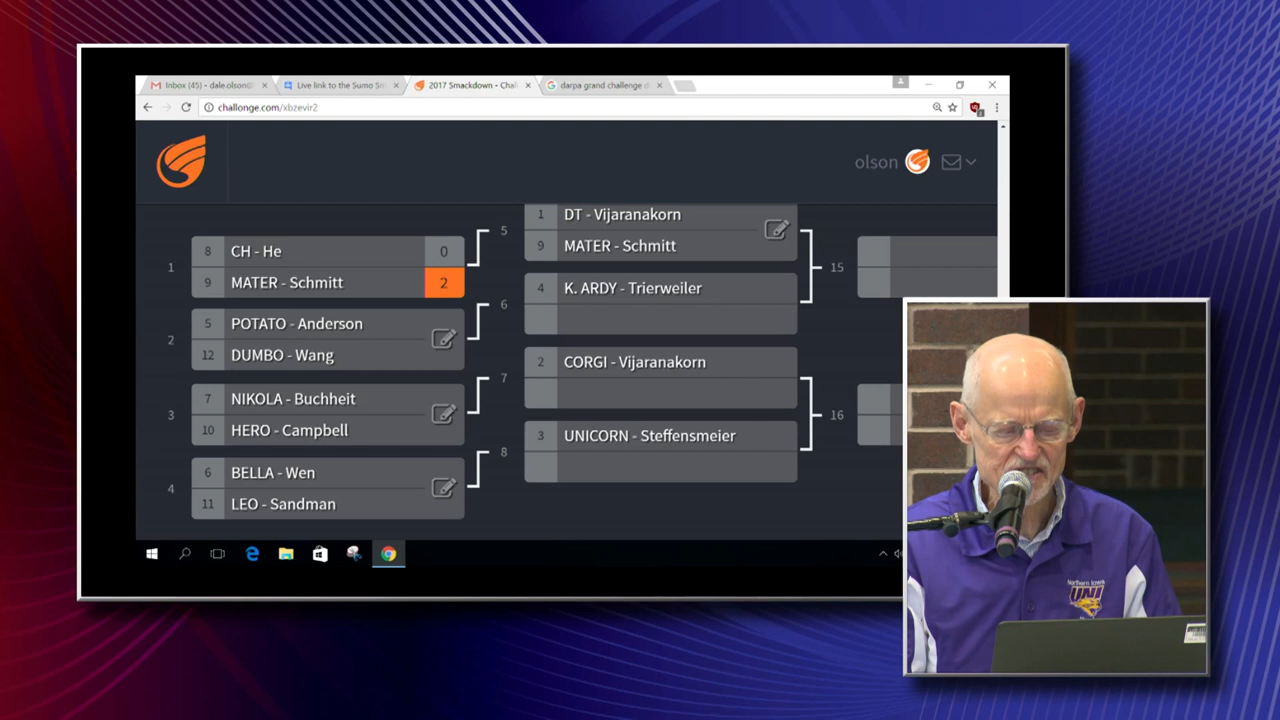 Inbox (45) - dale.olson@
Live link to the Sumo Sm
2017 Smackdown - Chal
darpa grand challenge d
challonge.com/xbzevir2
olson
1
8 CH - He 0
9 MATER - Schmitt 2
2
5 POTATO - Anderson
12 DUMBO - Wang
3
7 NIKOLA - Buchheit
10 HERO - Campbell
4
6 BELLA - Wen
11 LEO - Sandman
5
1 DT - Vijaranakorn
9 MATER - Schmitt
6
4 K. ARDY - Trierweiler
7
2 CORGI - Vijaranakorn
8
3 UNICORN - Steffensmeier
15
16
Northern Iowa
UNI